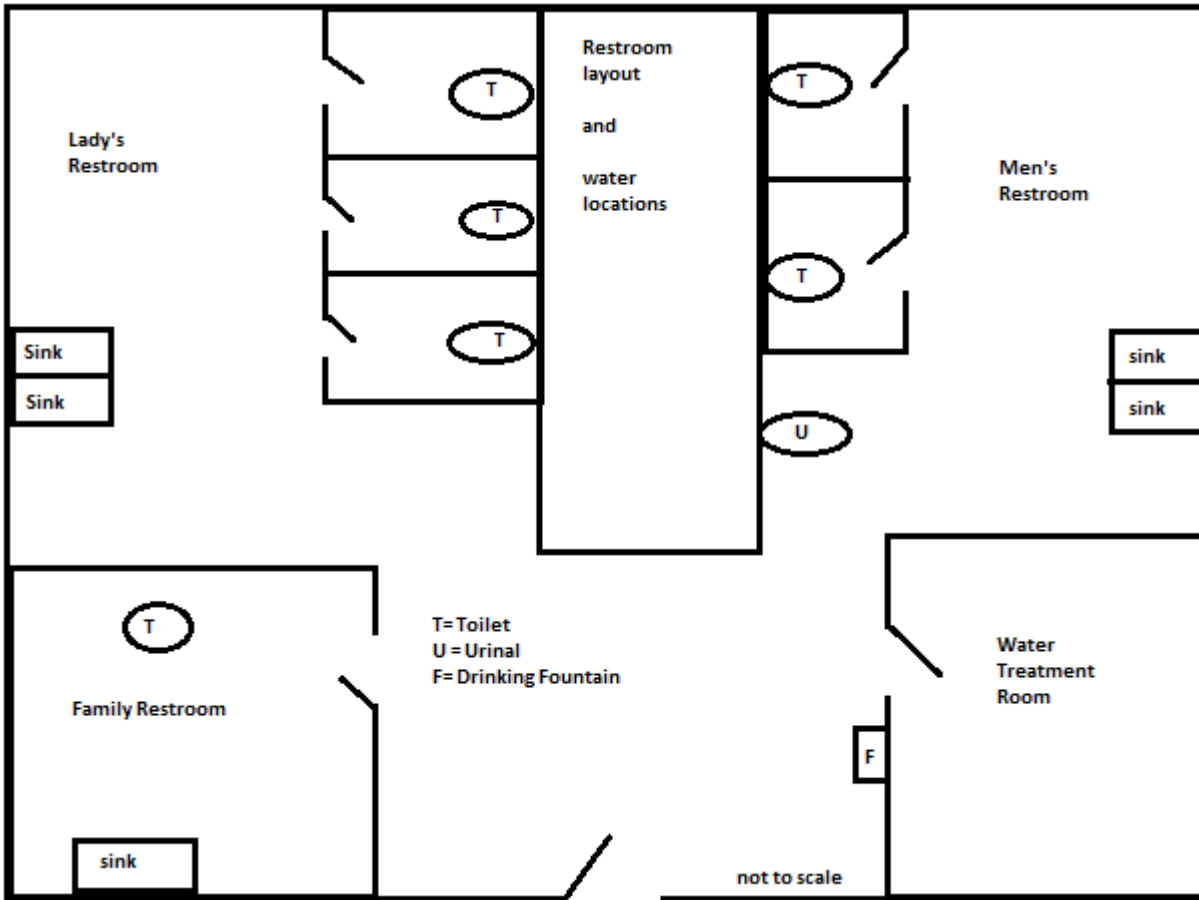 Restroom
layout
and
water
locations
T
T
T
Lady's
Restroom
Sink
Sink
T
T
U
Men's
Restroom
sink
sink
T
Family Restroom
sink
T= Toilet
U = Urinal
F= Drinking Fountain
Water
Treatment
Room
F
not to scale